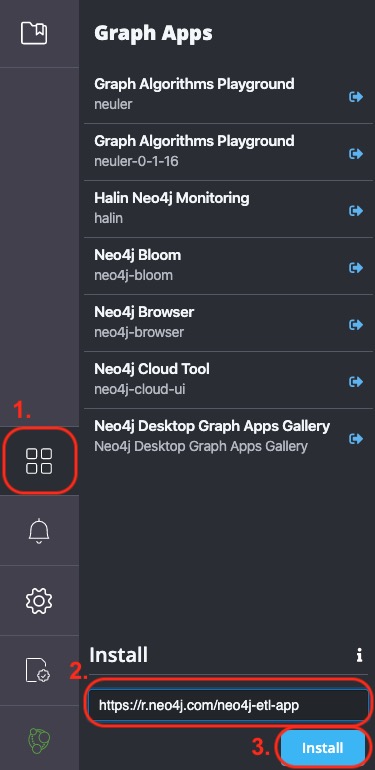 Graph Apps
Graph Algorithms Playground
neuler
Graph Algorithms Playground
neuler-0-1-16
Halin Neo4j Monitoring
halin
Neo4j Bloom
neo4j-bloom
Neo4j Browser
neo4j-browser
Neo4j Cloud Tool
neo4j-cloud-ui
1.
Neo4j Desktop Graph Apps Gallery
Neo4j Desktop Graph Apps Gallery
Install
2.
https://r.neo4j.com/neo4j-etl-app
3.
Install